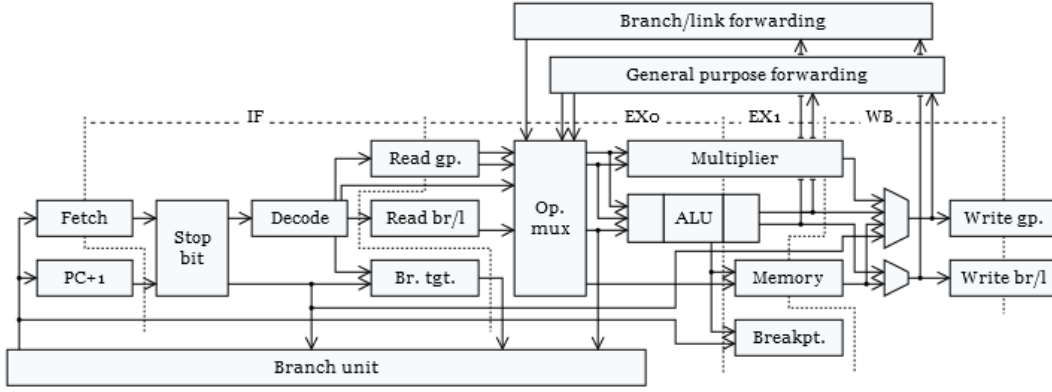 Branch/link forwarding
General purpose forwarding
IF
EX0
EX1
WB
Read gp.
Multiplier
Fetch
Stop
bit
Decode
Read br/l
Op.
mux
ALU
Write gp.
PC+1
Br. tgt.
Memory
Write br/l
Breakpt.
Branch unit